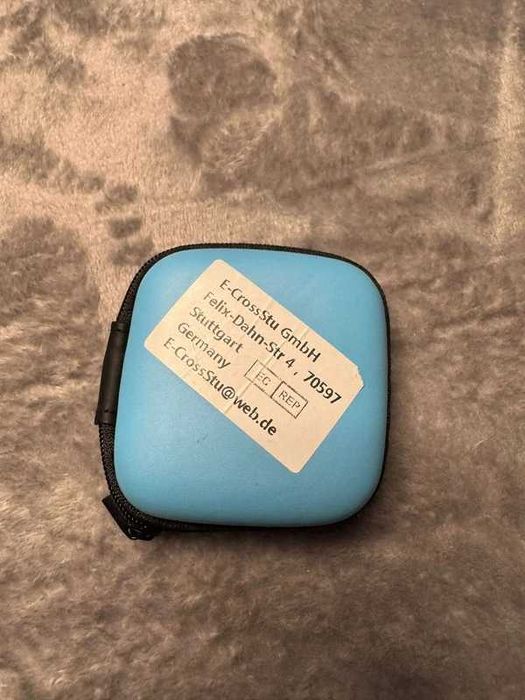 E-CrossStu GmbH
Felix-Dahn-Str 4 , 70597
Stuttgart
Germany
E-CrossStu@web.de
EC REP